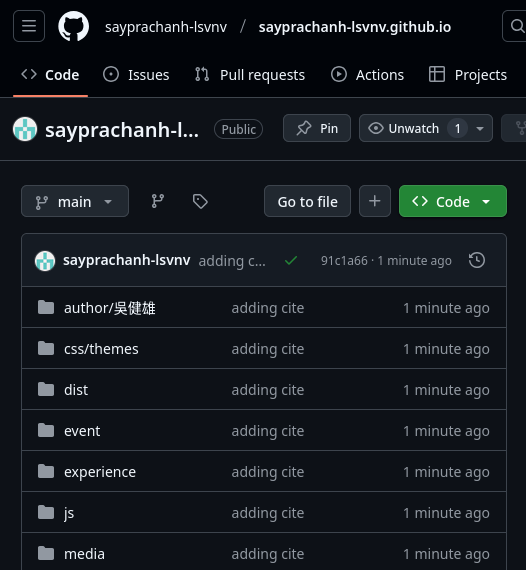 sayprachanh-lsvnv / sayprachanh-lsvnv.github.io
Code Issues Pull requests Actions Projects
sayprachanh-l... Public Pin Unwatch 1
main Go to file + Code
sayprachanh-lsvnv adding c... 91c1a66 · 1 minute ago
author/吳健雄 adding cite 1 minute ago
css/themes adding cite 1 minute ago
dist adding cite 1 minute ago
event adding cite 1 minute ago
experience adding cite 1 minute ago
js adding cite 1 minute ago
media adding cite 1 minute ago